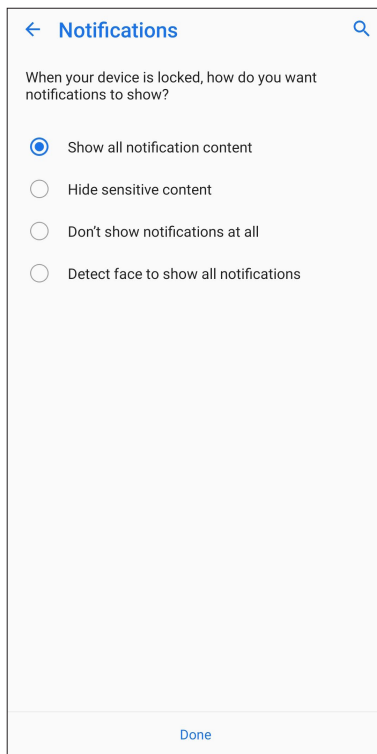 Notifications
When your device is locked, how do you want
notifications to show?
Show all notification content
Hide sensitive content
Don’t show notifications at all
Detect face to show all notifications
Done